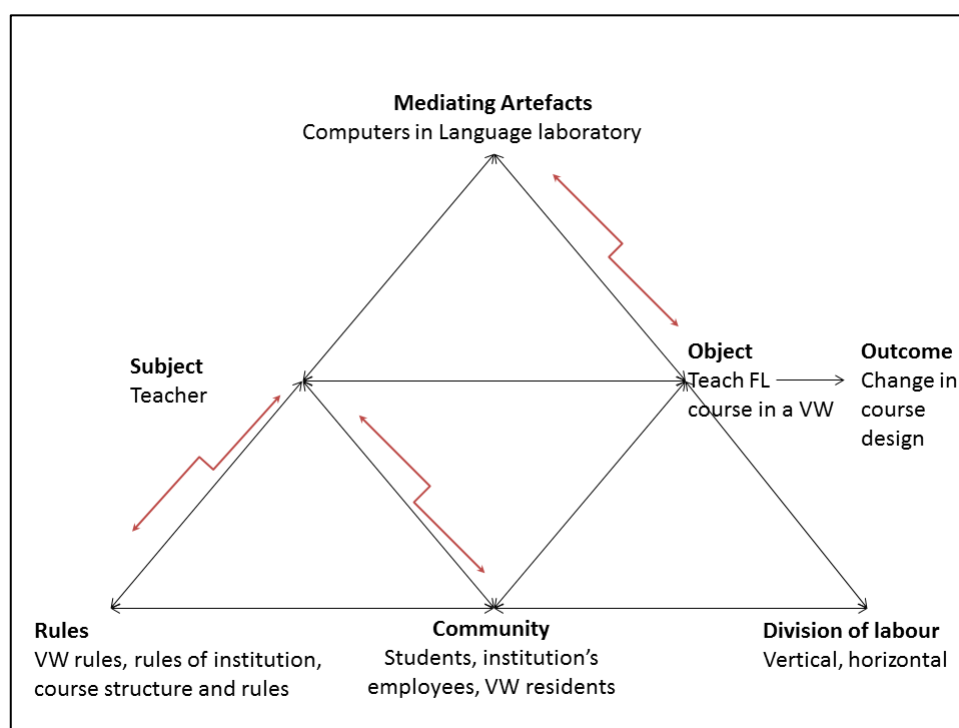 Mediating Artefacts
Computers in Language laboratory
Subject
Teacher
Object
Teach FL
course in a VW
Outcome
Change in
course
design
Rules
VW rules, rules of institution,
course structure and rules
Community
Students, institution’s
employees, VW residents
Division of labour
Vertical, horizontal